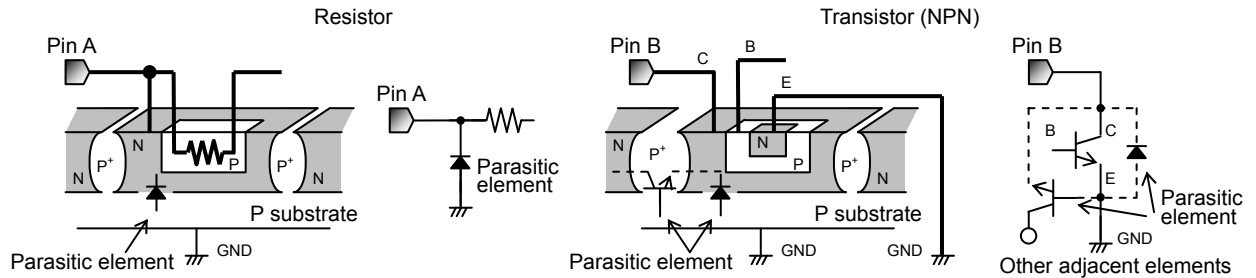 Resistor
Transistor (NPN)
Pin A
N
P+
N
P
P+
N
P substrate
Parasitic element
GND
Pin A
Parasitic
element
Pin B
C
B
E
N
P+
N
P
P+
N
P substrate
Parasitic element
GND
GND
Pin B
B
C
E
Parasitic
element
GND
Other adjacent elements